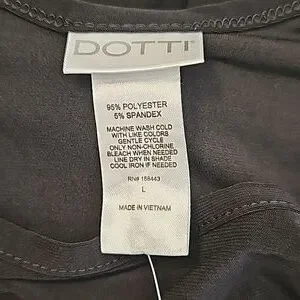 DOTTI
95% POLYESTER
5% SPANDEX
MACHINE WASH COLD
WITH LIKE COLORS
GENTLE CYCLE
ONLY NON-CHLORINE
BLEACH WHEN NEEDED
LINE DRY IN SHADE
COOL IRON IF NEEDED
RN# 156443
L
MADE IN VIETNAM